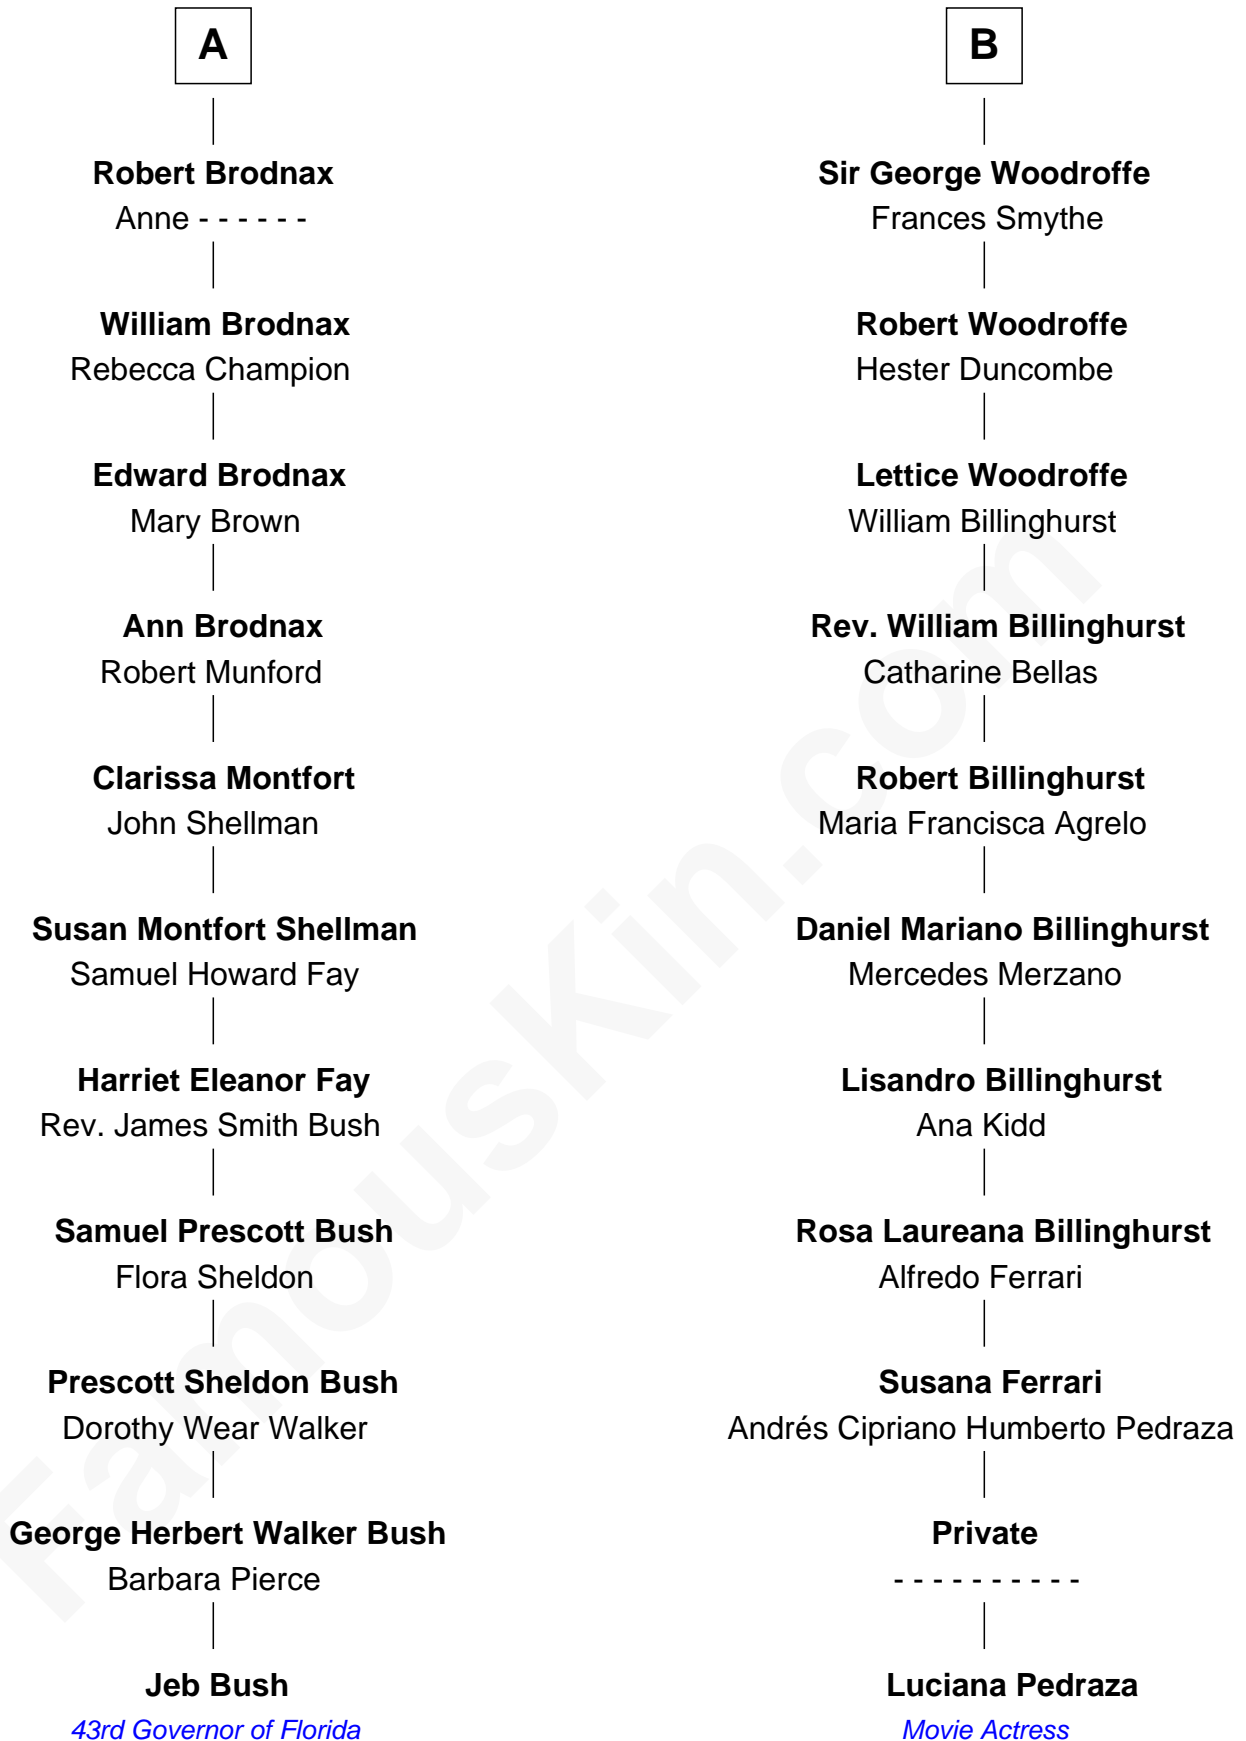 A
Robert Brodnax
Anne - - - - - -
William Brodnax
Rebecca Champion
Edward Brodnax
Mary Brown
Ann Brodnax
Robert Munford
Clarissa Montfort
John Shellman
Susan Montfort Shellman
Samuel Howard Fay
Harriet Eleanor Fay
Rev. James Smith Bush
Samuel Prescott Bush
Flora Sheldon
Prescott Sheldon Bush
Dorothy Wear Walker
George Herbert Walker Bush
Barbara Pierce
Jeb Bush
43rd Governor of Florida
B
Sir George Woodroffe
Frances Smythe
Robert Woodroffe
Hester Duncombe
Lettice Woodroffe
William Billinghurst
Rev. William Billinghurst
Catharine Bellas
Robert Billinghurst
Maria Francisca Agrelo
Daniel Mariano Billinghurst
Mercedes Merzano
Lisandro Billinghurst
Ana Kidd
Rosa Laureana Billinghurst
Alfredo Ferrari
Susana Ferrari
Andrés Cipriano Humberto Pedraza
Private
- - - - - - - - - -
Luciana Pedraza
Movie Actress
FamousKin.com